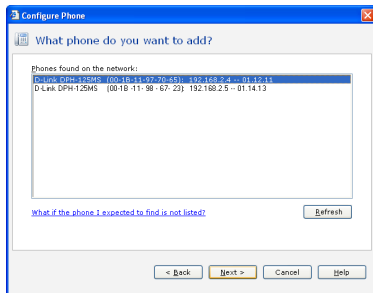 Configure Phone
What phone do you want to add?
Phones found on the network:
D-Link DPH-125MS (00-1B-11-97-70-65): 192.168.2.4 -- 01.12.11
D-Link DPH-125MS (00-1B -11- 98 - 67- 23): 192.168.2.5 -- 01.14.13
What if the phone I expected to find is not listed?
Refresh
< Back
Next >
Cancel
Help